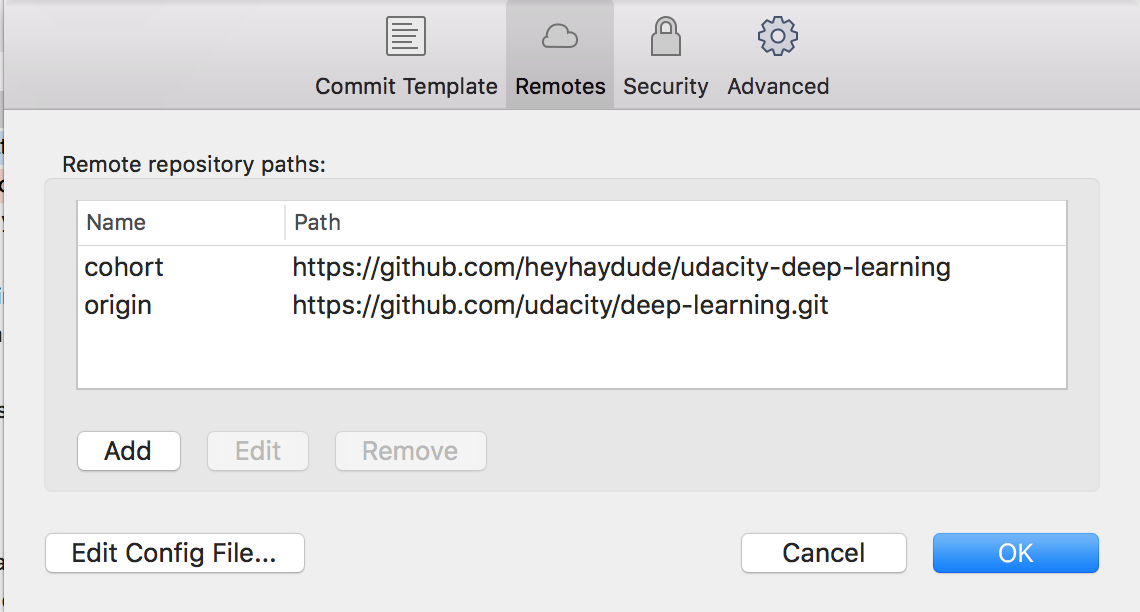 Commit Template Remotes Security Advanced
Remote repository paths:
Name Path
cohort https://github.com/heyhaydude/udacity-deep-learning
origin https://github.com/udacity/deep-learning.git
Add Edit Remove
Edit Config File... Cancel OK